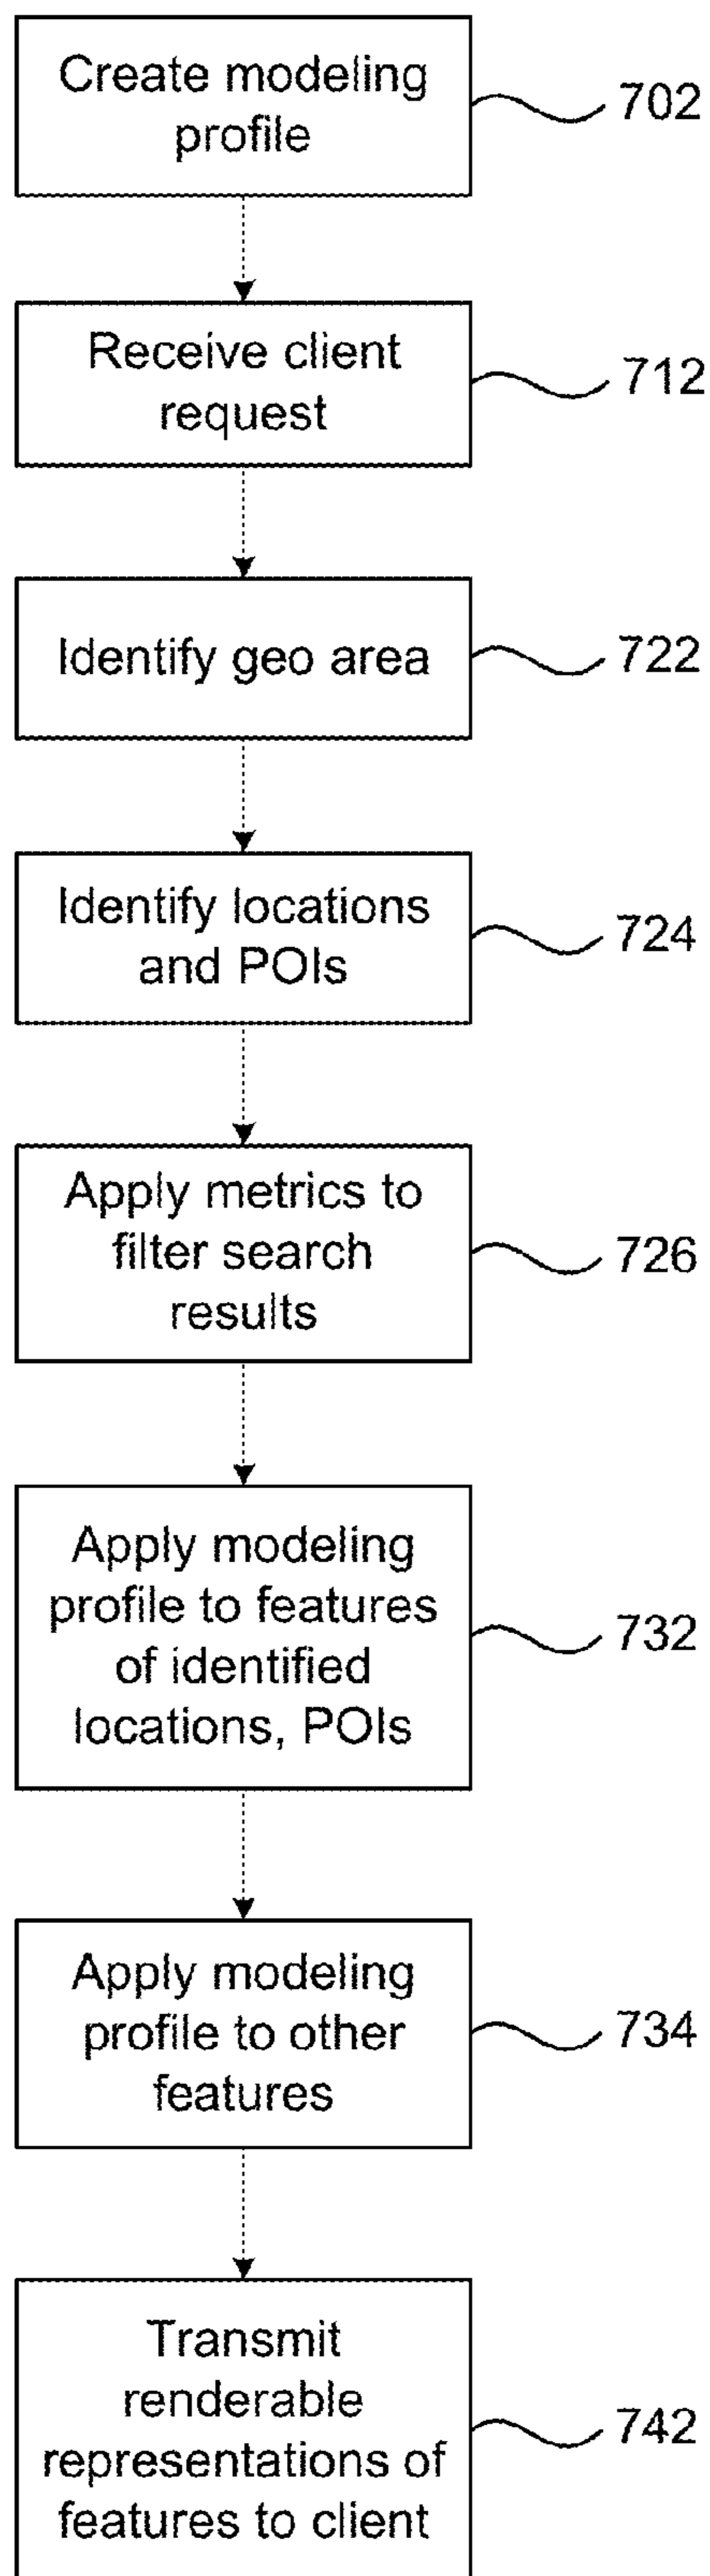 Create modeling
profile
702
Receive client
request
712
Identify geo area
722
Identify locations
and POIs
724
Apply metrics to
filter search
results
726
Apply modeling
profile to features
of identified
locations, POIs
732
Apply modeling
profile to other
features
734
Transmit
renderable
representations of
features to client
742